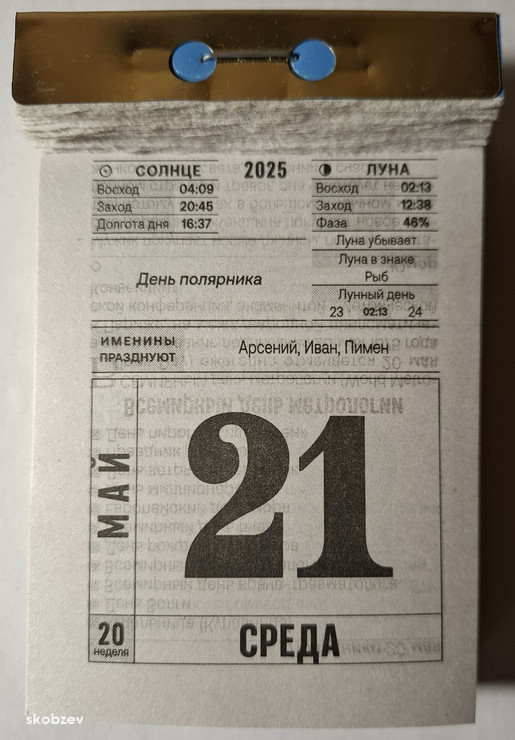 СОЛНЦЕ 2025 ЛУНА
Восход 04:09 Восход 02:13
Заход 20:45 Заход 12:38
Долгота дня 16:37 Фаза 46%
Луна убывает
Луна в знаке
Рыб
День полярника
Лунный день
23 02:13 24
ИМЕНИНЫ
ПРАЗДНУЮТ
Арсений, Иван, Пимен
МАЙ
21
20
неделя
СРЕДА
skobzev